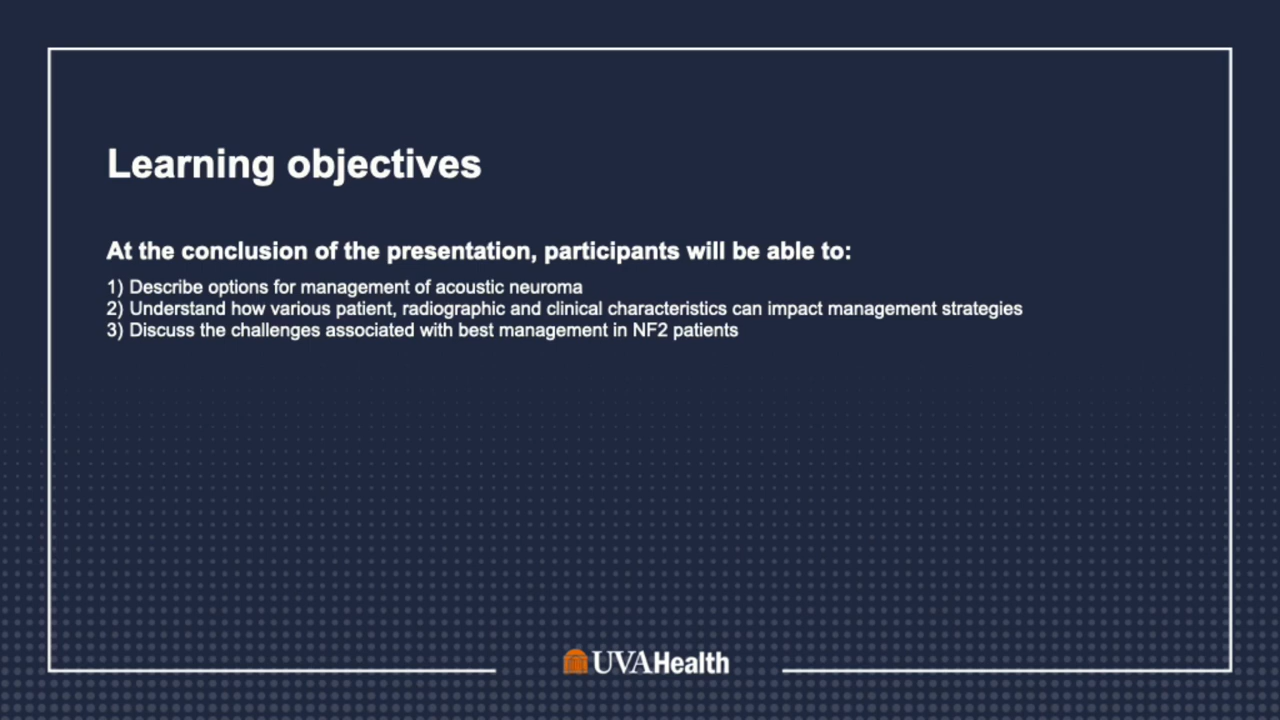 Learning objectives
At the conclusion of the presentation, participants will be able to:
1) Describe options for management of acoustic neuroma
2) Understand how various patient, radiographic and clinical characteristics can impact management strategies
3) Discuss the challenges associated with best management in NF2 patients
UVAHealth